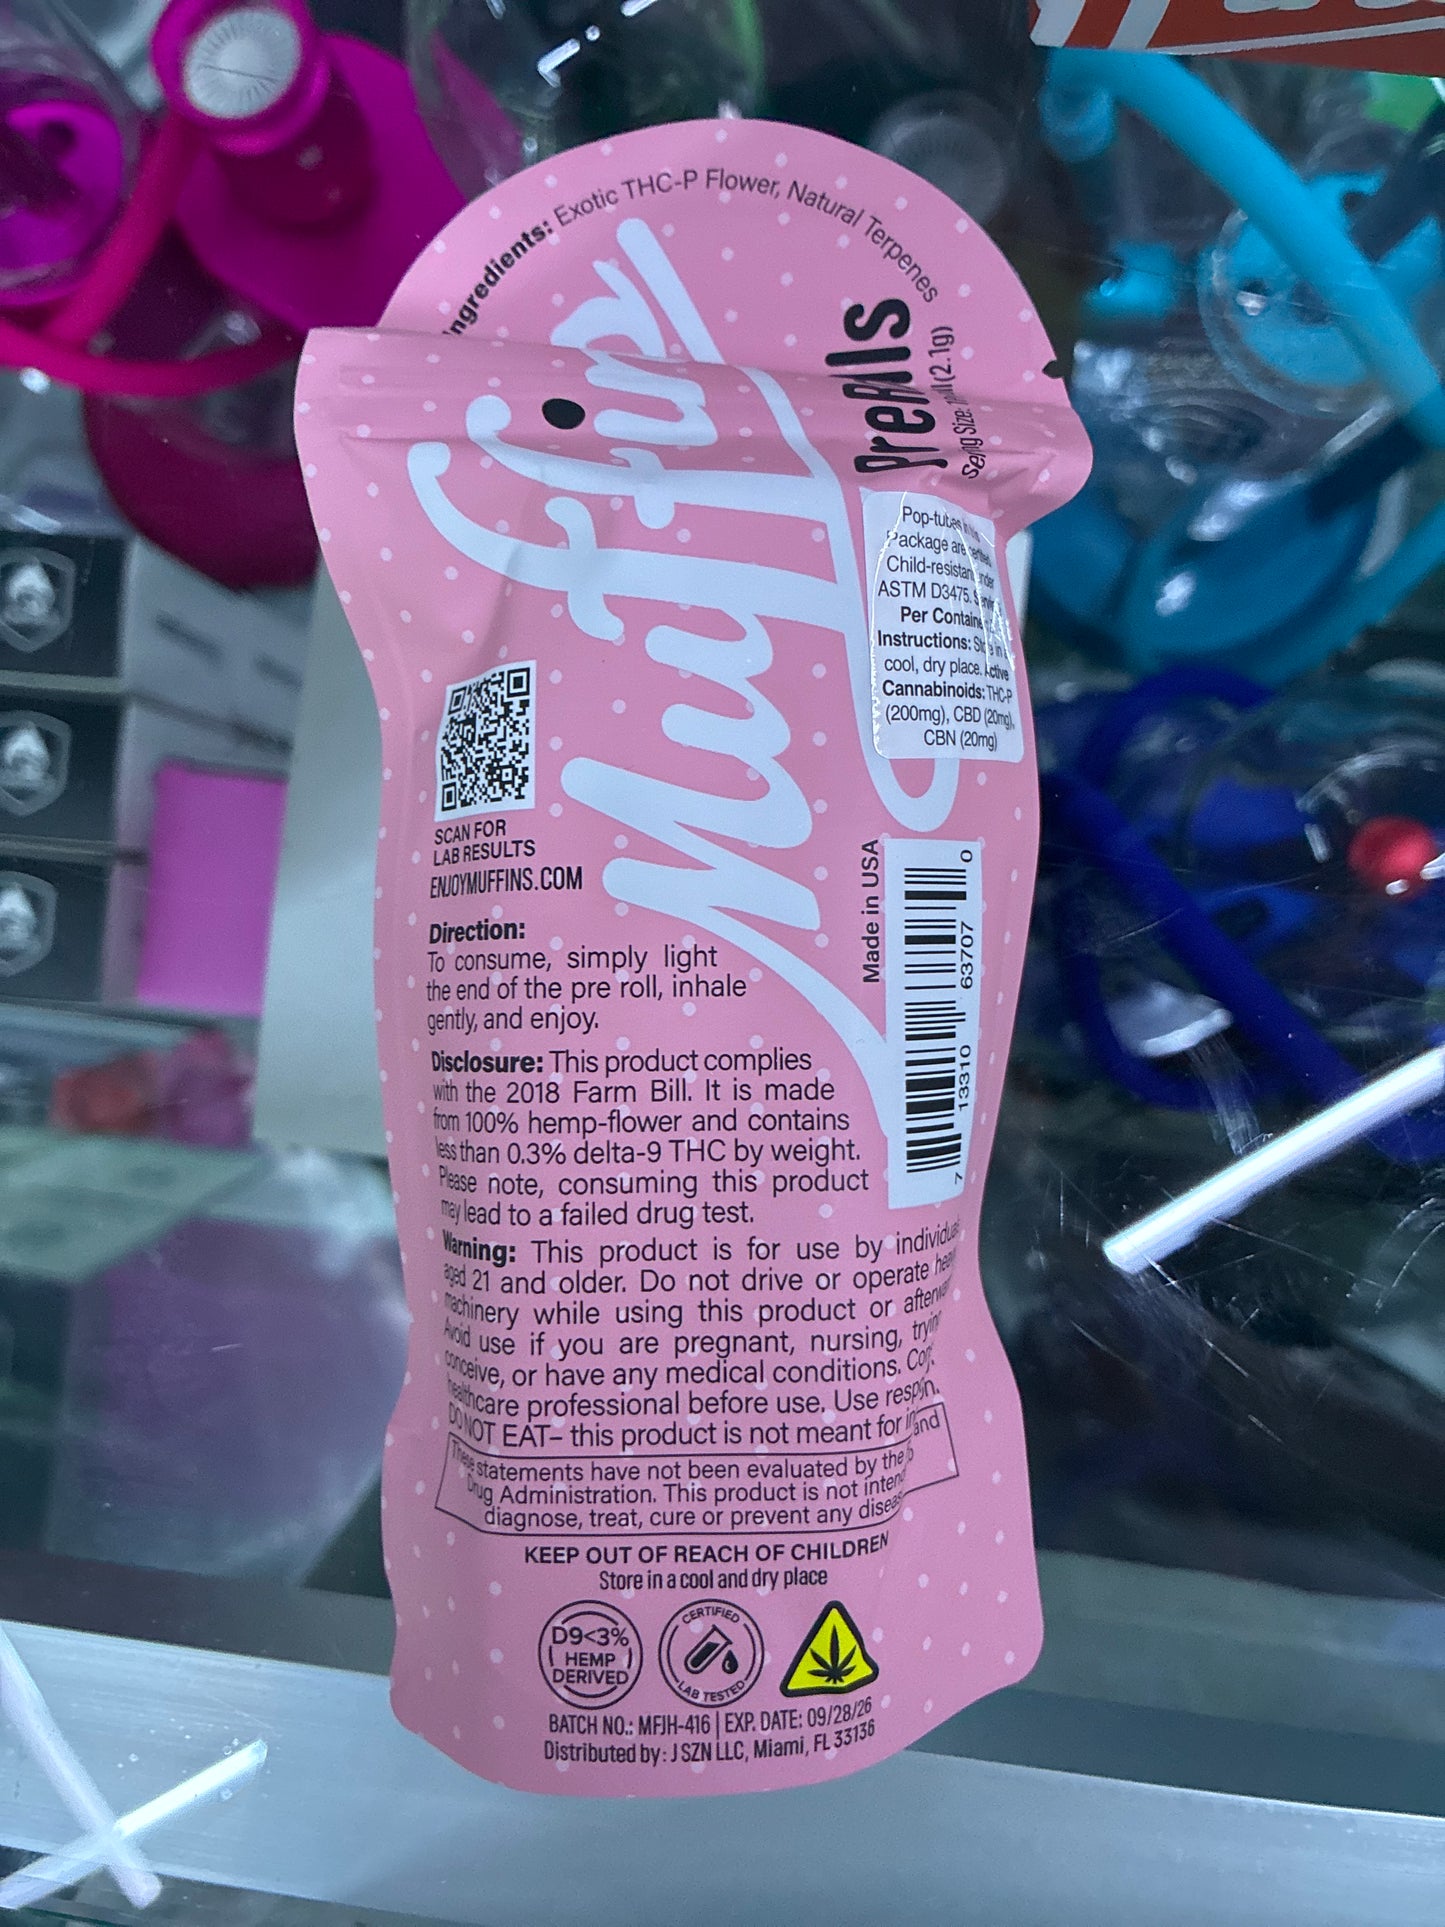 Ingredients: Exotic THC-P Flower, Natural Terpenes
Muffins
Size:
(2.1g)
Pop-tubes
Package are
Child-resistant
ASTM D3475.
Per
Instructions: in
cool, dry place. Active
Cannabinoids: THC-P
(200mg), CBD (20mg),
CBN (20mg)
SCAN FOR
LAB RESULTS
ENJOYMUFFINS.COM
Made in USA
7 13310 63707 0
Direction:
To consume, simply light
the end of the pre roll, inhale
gently, and enjoy.
Disclosure: This product complies
with the 2018 Farm Bill. It is made
from 100% hemp-flower and contains
less than 0.3% delta-9 THC by weight.
Please note, consuming this product
may lead to a failed drug test.
Warning: This product is for use by
aged 21 and older. Do not drive or operate
machinery while using this product or
Avoid use if you are pregnant, nursing,
conceive, or have any medical conditions.
healthcare professional before use. Use
DO NOT EAT– this product is not meant for
These statements have not been evaluated by the and
Drug Administration. This product is not
diagnose, treat, cure or prevent any
KEEP OUT OF REACH OF CHILDREN
Store in a cool and dry place
D9<3%
HEMP
DERIVED
CERTIFIED
LAB TESTED
BATCH NO.: MFJH-416 | EXP. DATE: 09/28/26
Distributed by: J SZN LLC, Miami, FL 33136